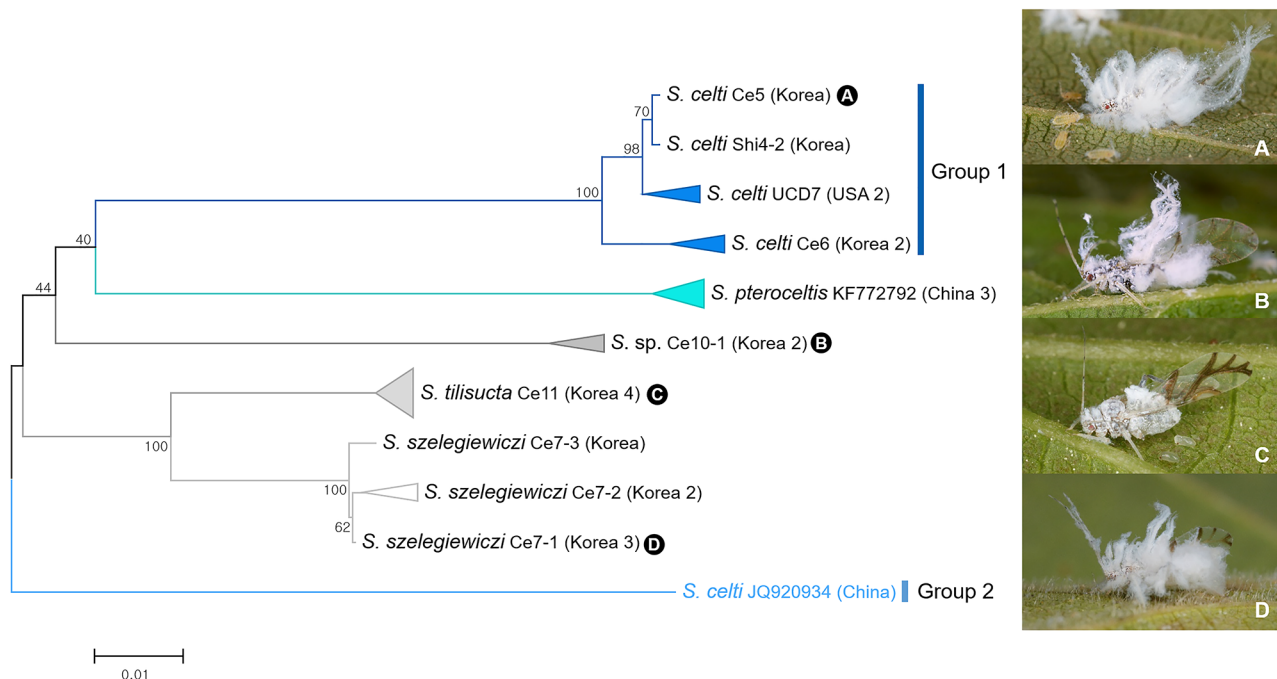 S. celti Ce5 (Korea) A
70
S. celti Shi4-2 (Korea)
98
Group 1
100
S. celti UCD7 (USA 2)
S. celti Ce6 (Korea 2)
40
44
S. pteroceltis KF772792 (China 3)
S. sp. Ce10-1 (Korea 2) B
S. tilisucta Ce11 (Korea 4) C
100
S. szelegiewiczi Ce7-3 (Korea)
100
S. szelegiewiczi Ce7-2 (Korea 2)
62
S. szelegiewiczi Ce7-1 (Korea 3) D
S. celti JQ920934 (China) Group 2
0.01
A
B
C
D